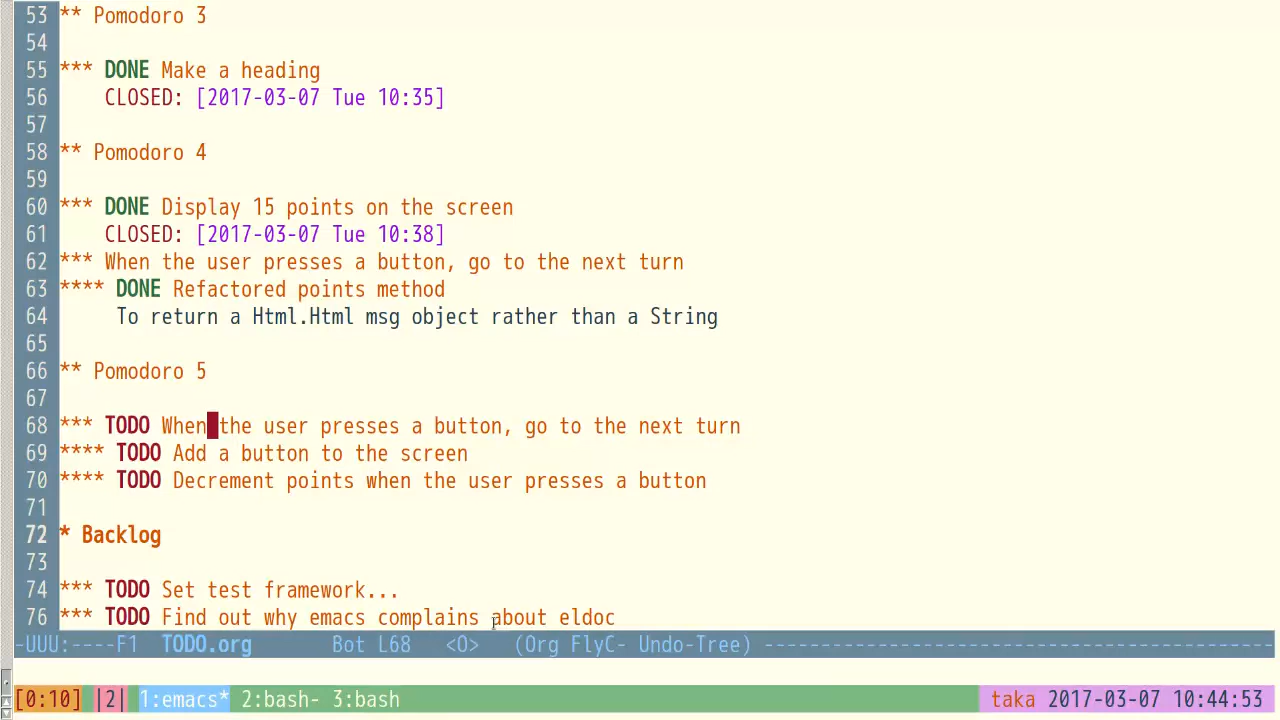 53 ** Pomodoro 3
54
55 *** DONE Make a heading
56 CLOSED: [2017-03-07 Tue 10:35]
57
58 ** Pomodoro 4
59
60 *** DONE Display 15 points on the screen
61 CLOSED: [2017-03-07 Tue 10:38]
62 *** When the user presses a button, go to the next turn
63 **** DONE Refactored points method
64 To return a Html.Html msg object rather than a String
65
66 ** Pomodoro 5
67
68 *** TODO When the user presses a button, go to the next turn
69 **** TODO Add a button to the screen
70 **** TODO Decrement points when the user presses a button
71
72 * Backlog
73
74 *** TODO Set test framework...
76 *** TODO Find out why emacs complains about eldoc
-UUU:----F1 TODO.org Bot L68 <O> (Org FlyC- Undo-Tree) ---------------------------------------------
[0:10] |2| 1:emacs* 2:bash- 3:bash taka 2017-03-07 10:44:53